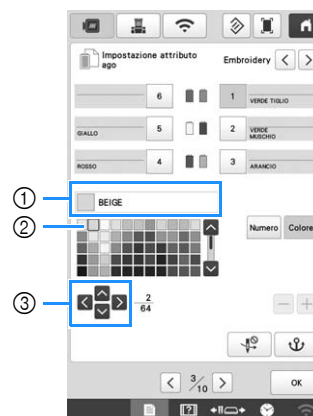 Impostazione attributo
ago
Embroidery
6
1
VERDE TIGLIO
GIALLO
5
2
VERDE
MUSCHIO
ROSSO
4
3
ARANCIO
①
BEIGE
②
Numero
Colore
③
2
64
3/10
OK